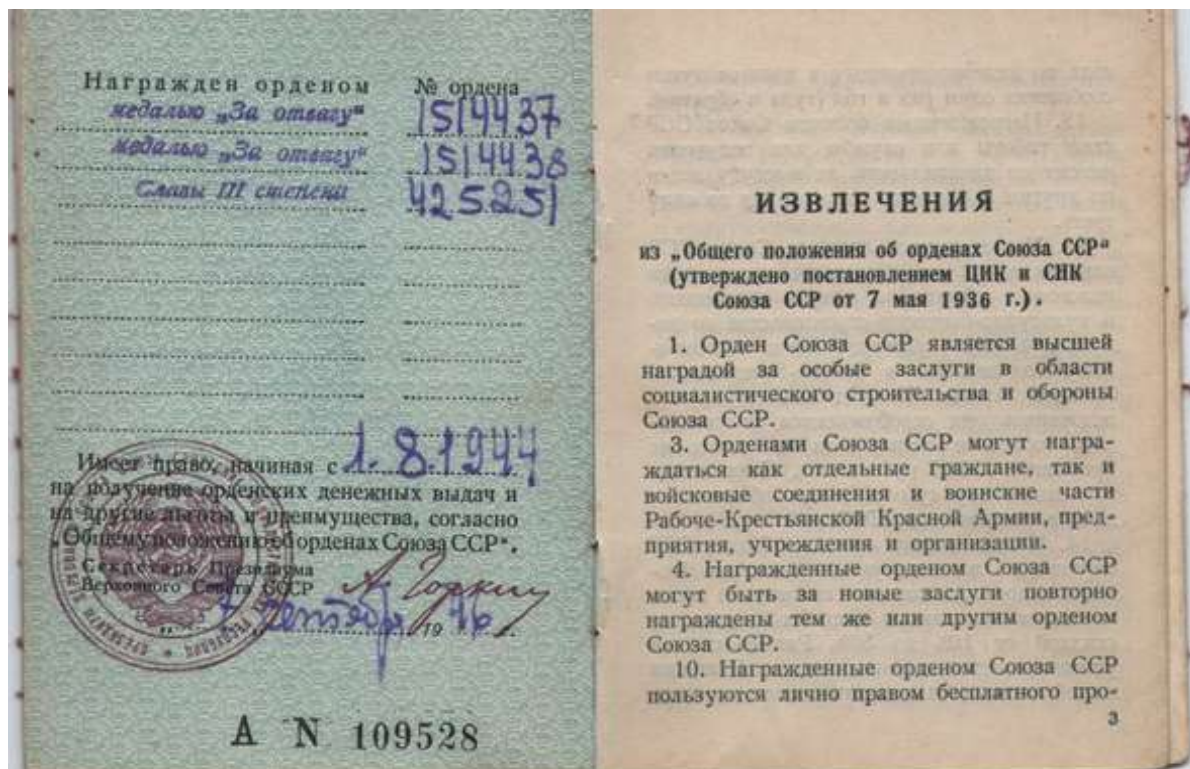 Награжден орденом № ордена
медалью „За отвагу“ 1514437
медалью „За отвагу“ 1514438
Славы III степени 425251
Имеет право, начиная с 1.8.1944
на получение орденских денежных выдач и
на другие льготы и преимущества, согласно
„Общему положению об орденах Союза ССР“.
Секретарь Президиума
Верховного Совета СССР А. Горкин
сентябр 1946.
А N 109528
ИЗВЛЕЧЕНИЯ
из „Общего положения об орденах Союза ССР“
(утверждено постановлением ЦИК и СНК
Союза ССР от 7 мая 1936 г.).
1. Орден Союза ССР является высшей
наградой за особые заслуги в области
социалистического строительства и обороны
Союза ССР.
3. Орденами Союза ССР могут награ-
ждаться как отдельные граждане, так и
войсковые соединения и воинские части
Рабоче-Крестьянской Красной Армии, пред-
приятия, учреждения и организации.
4. Награжденные орденом Союза ССР
могут быть за новые заслуги повторно
награждены тем же или другим орденом
Союза ССР.
10. Награжденные орденом Союза ССР
пользуются лично правом бесплатного про-
3